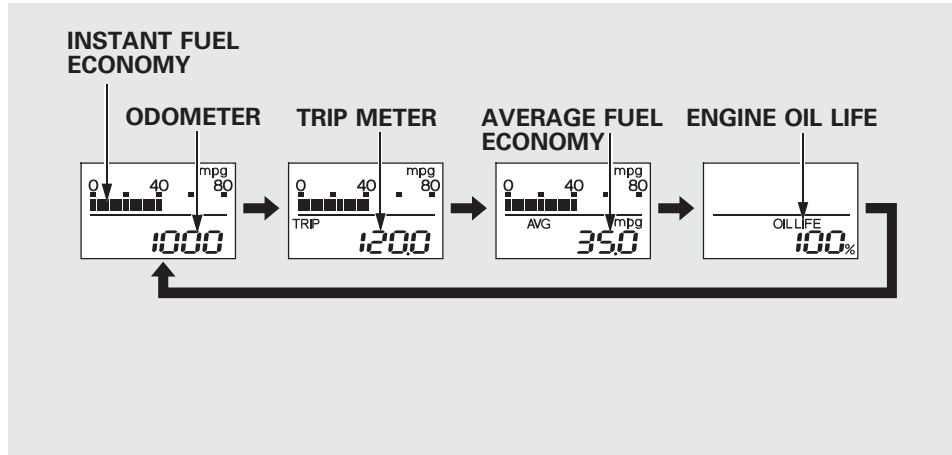 INSTANT FUEL
ECONOMY
ODOMETER
TRIP METER
AVERAGE FUEL
ECONOMY
ENGINE OIL LIFE
mpg
0 40 80
1000
mpg
0 40 80
TRIP
120.0
mpg
0 40 80
AVG mpg
35.0
OIL LIFE
100%